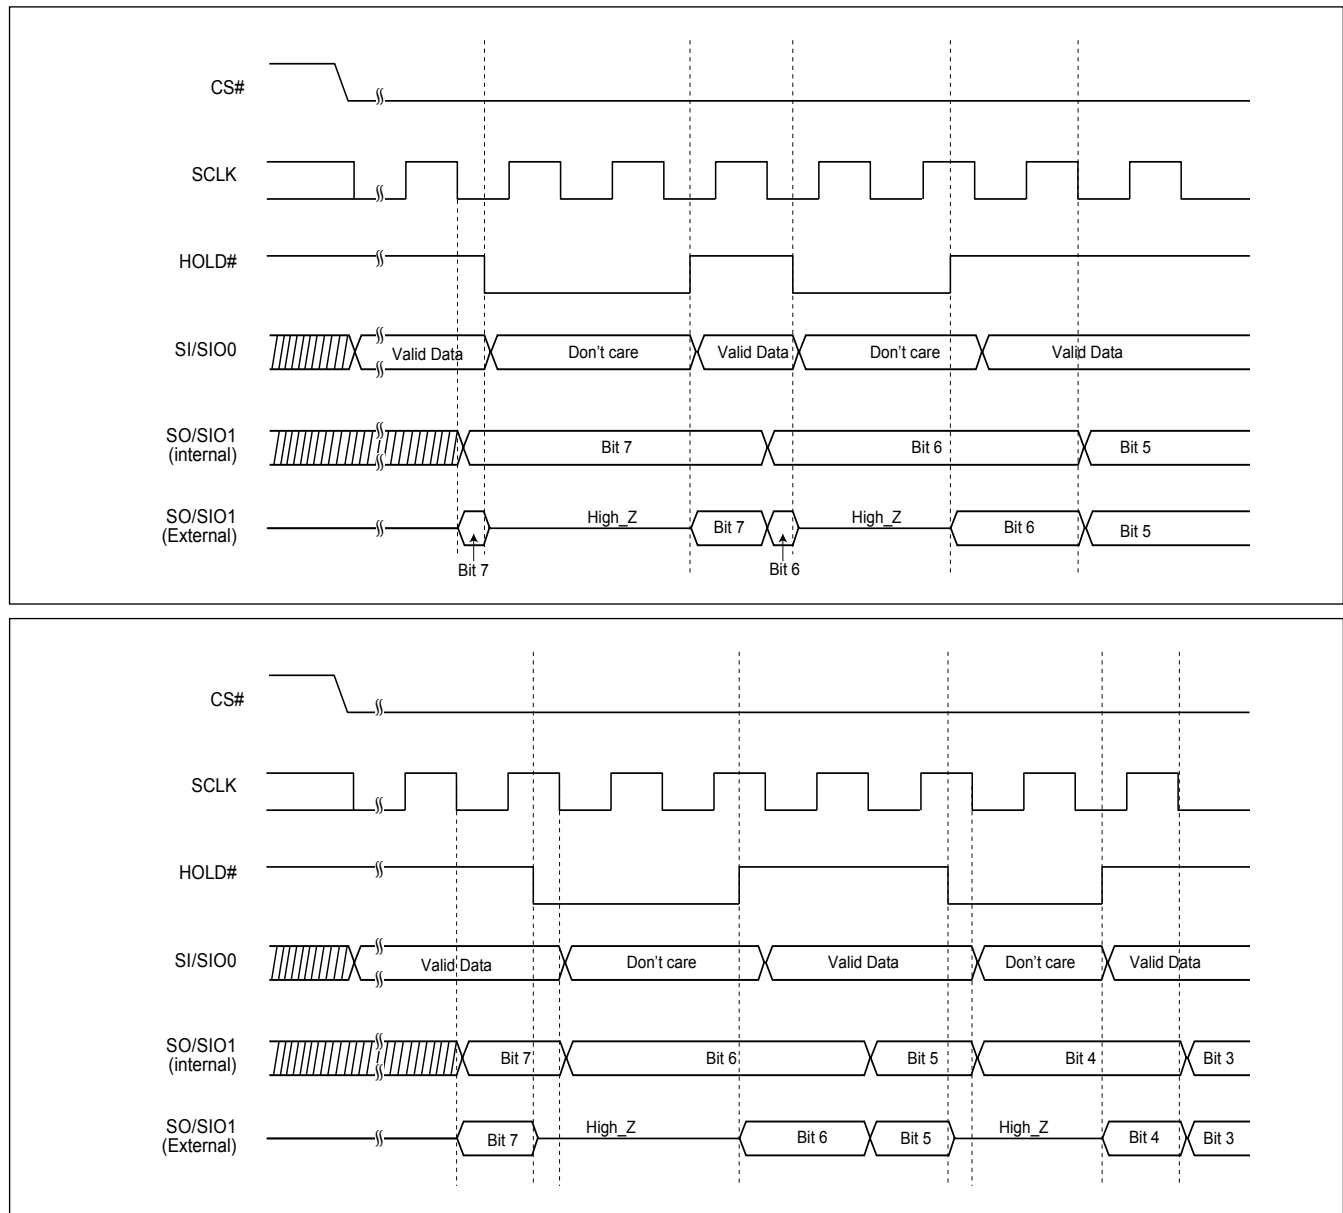 CS#
SCLK
HOLD#
SI/SIO0
Valid Data
Don't care
Valid Data
Don't care
Valid Data
SO/SIO1
(internal)
Bit 7
Bit 6
Bit 5
SO/SIO1
(External)
High_Z
Bit 7
High_Z
Bit 6
Bit 5
Bit 7
Bit 6
CS#
SCLK
HOLD#
SI/SIO0
Valid Data
Don't care
Valid Data
Don't care
Valid Data
SO/SIO1
(internal)
Bit 7
Bit 6
Bit 5
Bit 4
Bit 3
SO/SIO1
(External)
Bit 7
High_Z
Bit 6
Bit 5
High_Z
Bit 4
Bit 3